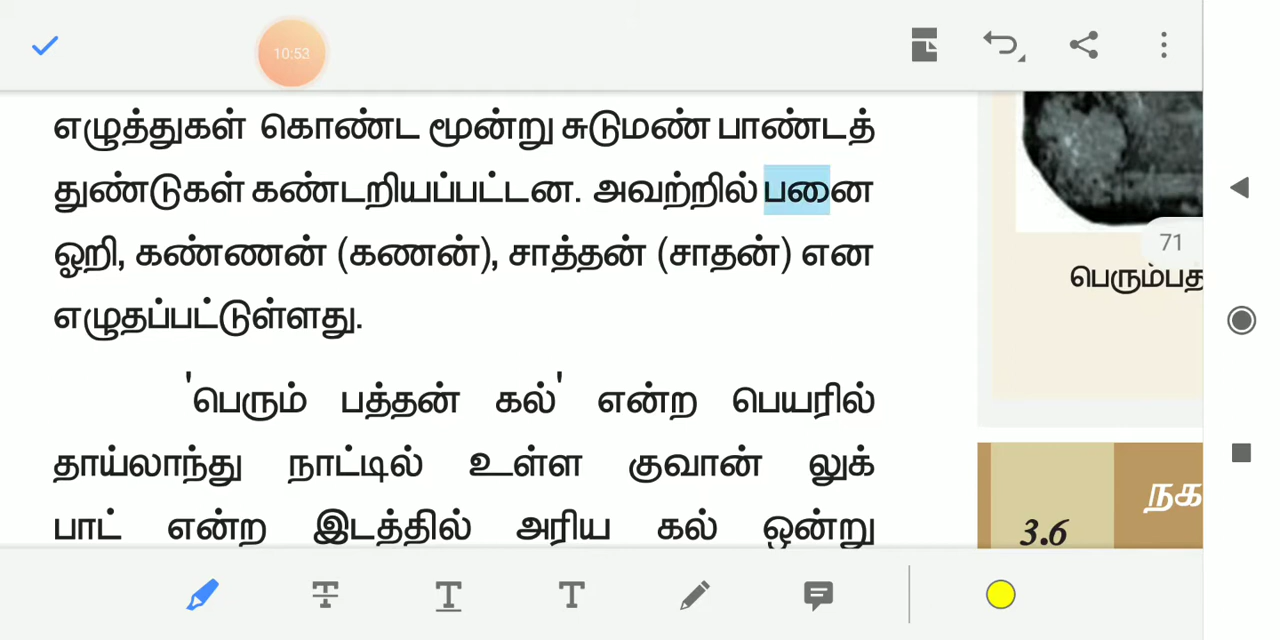 10:53
எழுத்துகள் கொண்ட மூன்று சுடுமண் பாண்டத்
துண்டுகள் கண்டறியப்பட்டன. அவற்றில் பனை
ஓறி, கண்ணன் (கணன்), சாத்தன் (சாதன்) என
எழுதப்பட்டுள்ளது.
'பெரும் பத்தன் கல்' என்ற பெயரில்
தாய்லாந்து நாட்டில் உள்ள குவான் லுக்
பாட் என்ற இடத்தில் அரிய கல் ஒன்று
71
பெரும்பத
நக
3.6